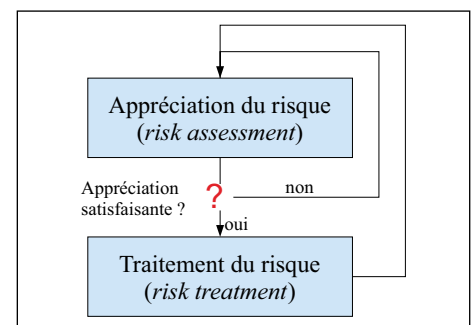 Appréciation du risque
(risk assessment)
Appréciation
satisfaisante ?
?
non
oui
Traitement du risque
(risk treatment)